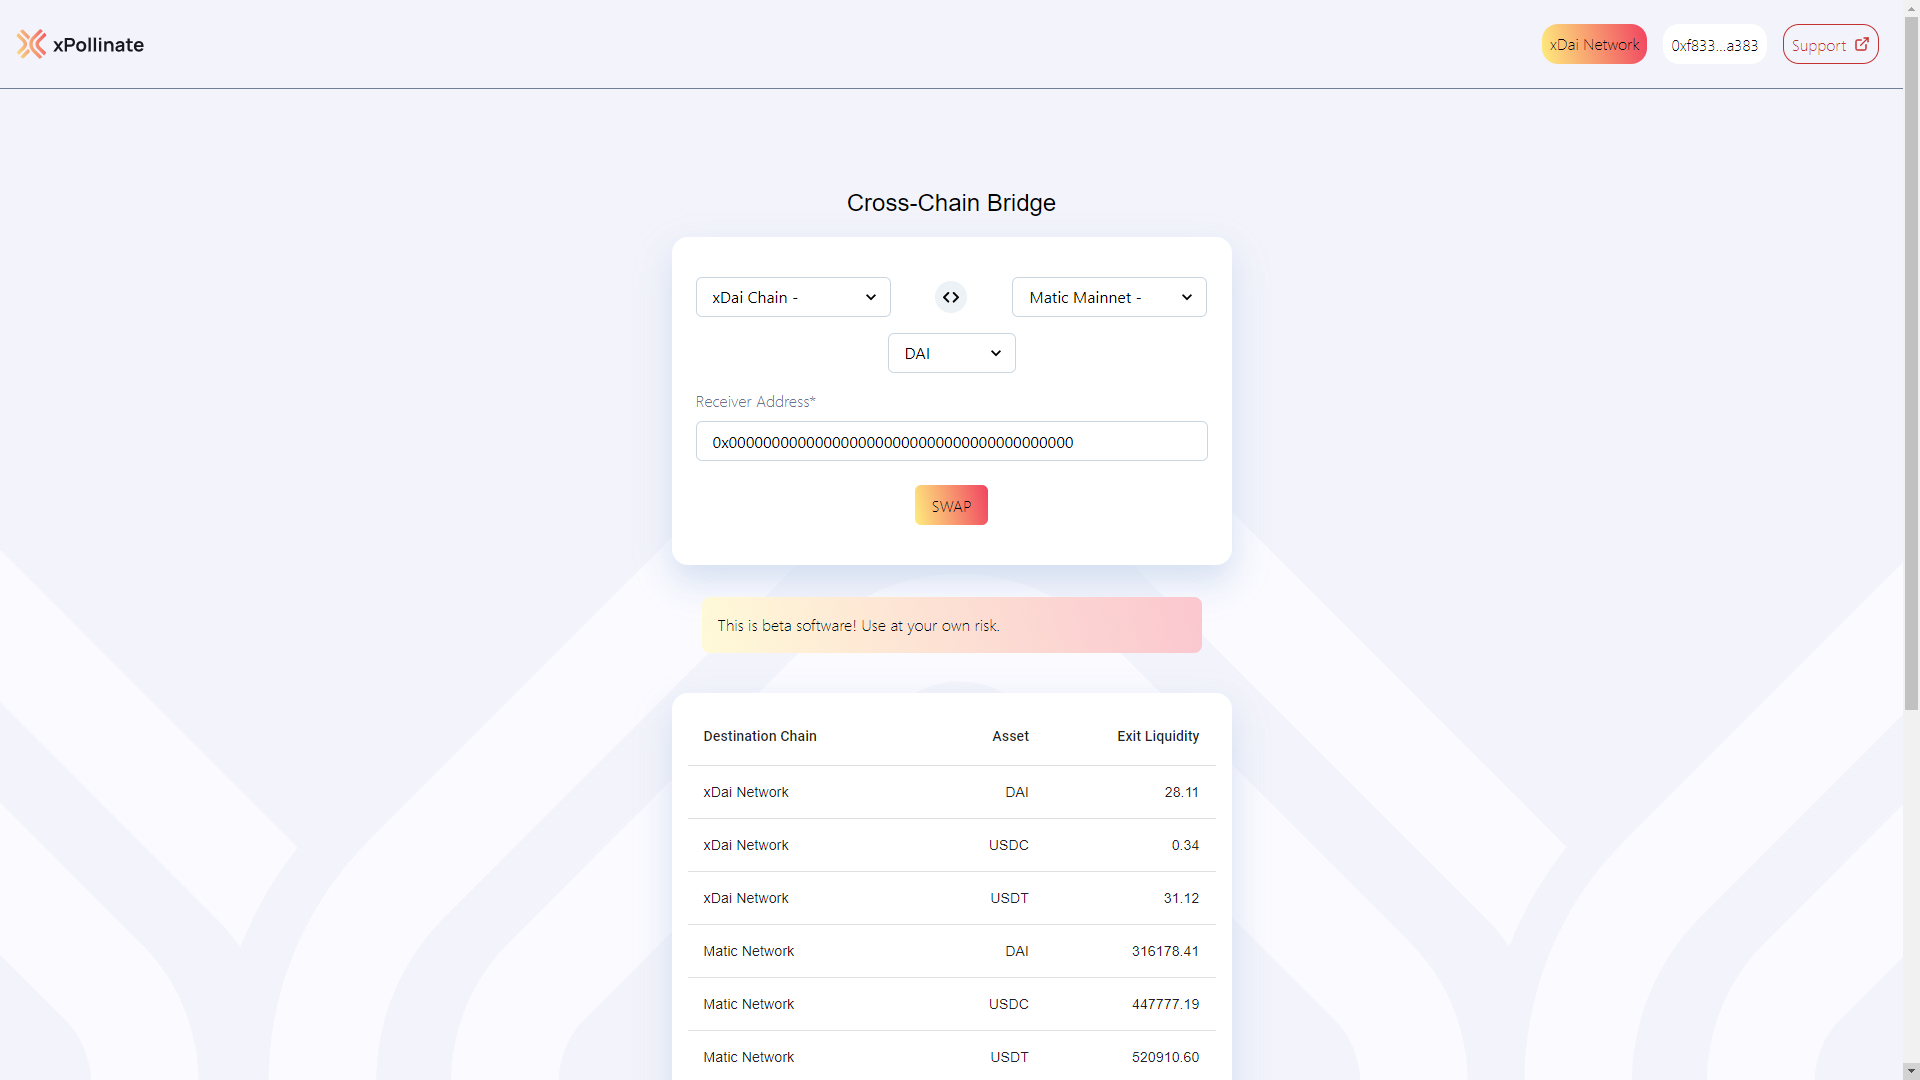 xPollinate
xDai Network
0xf833...a383
Support
Cross-Chain Bridge
xDai Chain -
Matic Mainnet -
DAI
Receiver Address*
0x0000000000000000000000000000000000000000
SWAP
This is beta software! Use at your own risk.
Destination Chain Asset Exit Liquidity
xDai Network DAI 28.11
xDai Network USDC 0.34
xDai Network USDT 31.12
Matic Network DAI 316178.41
Matic Network USDC 447777.19
Matic Network USDT 520910.60